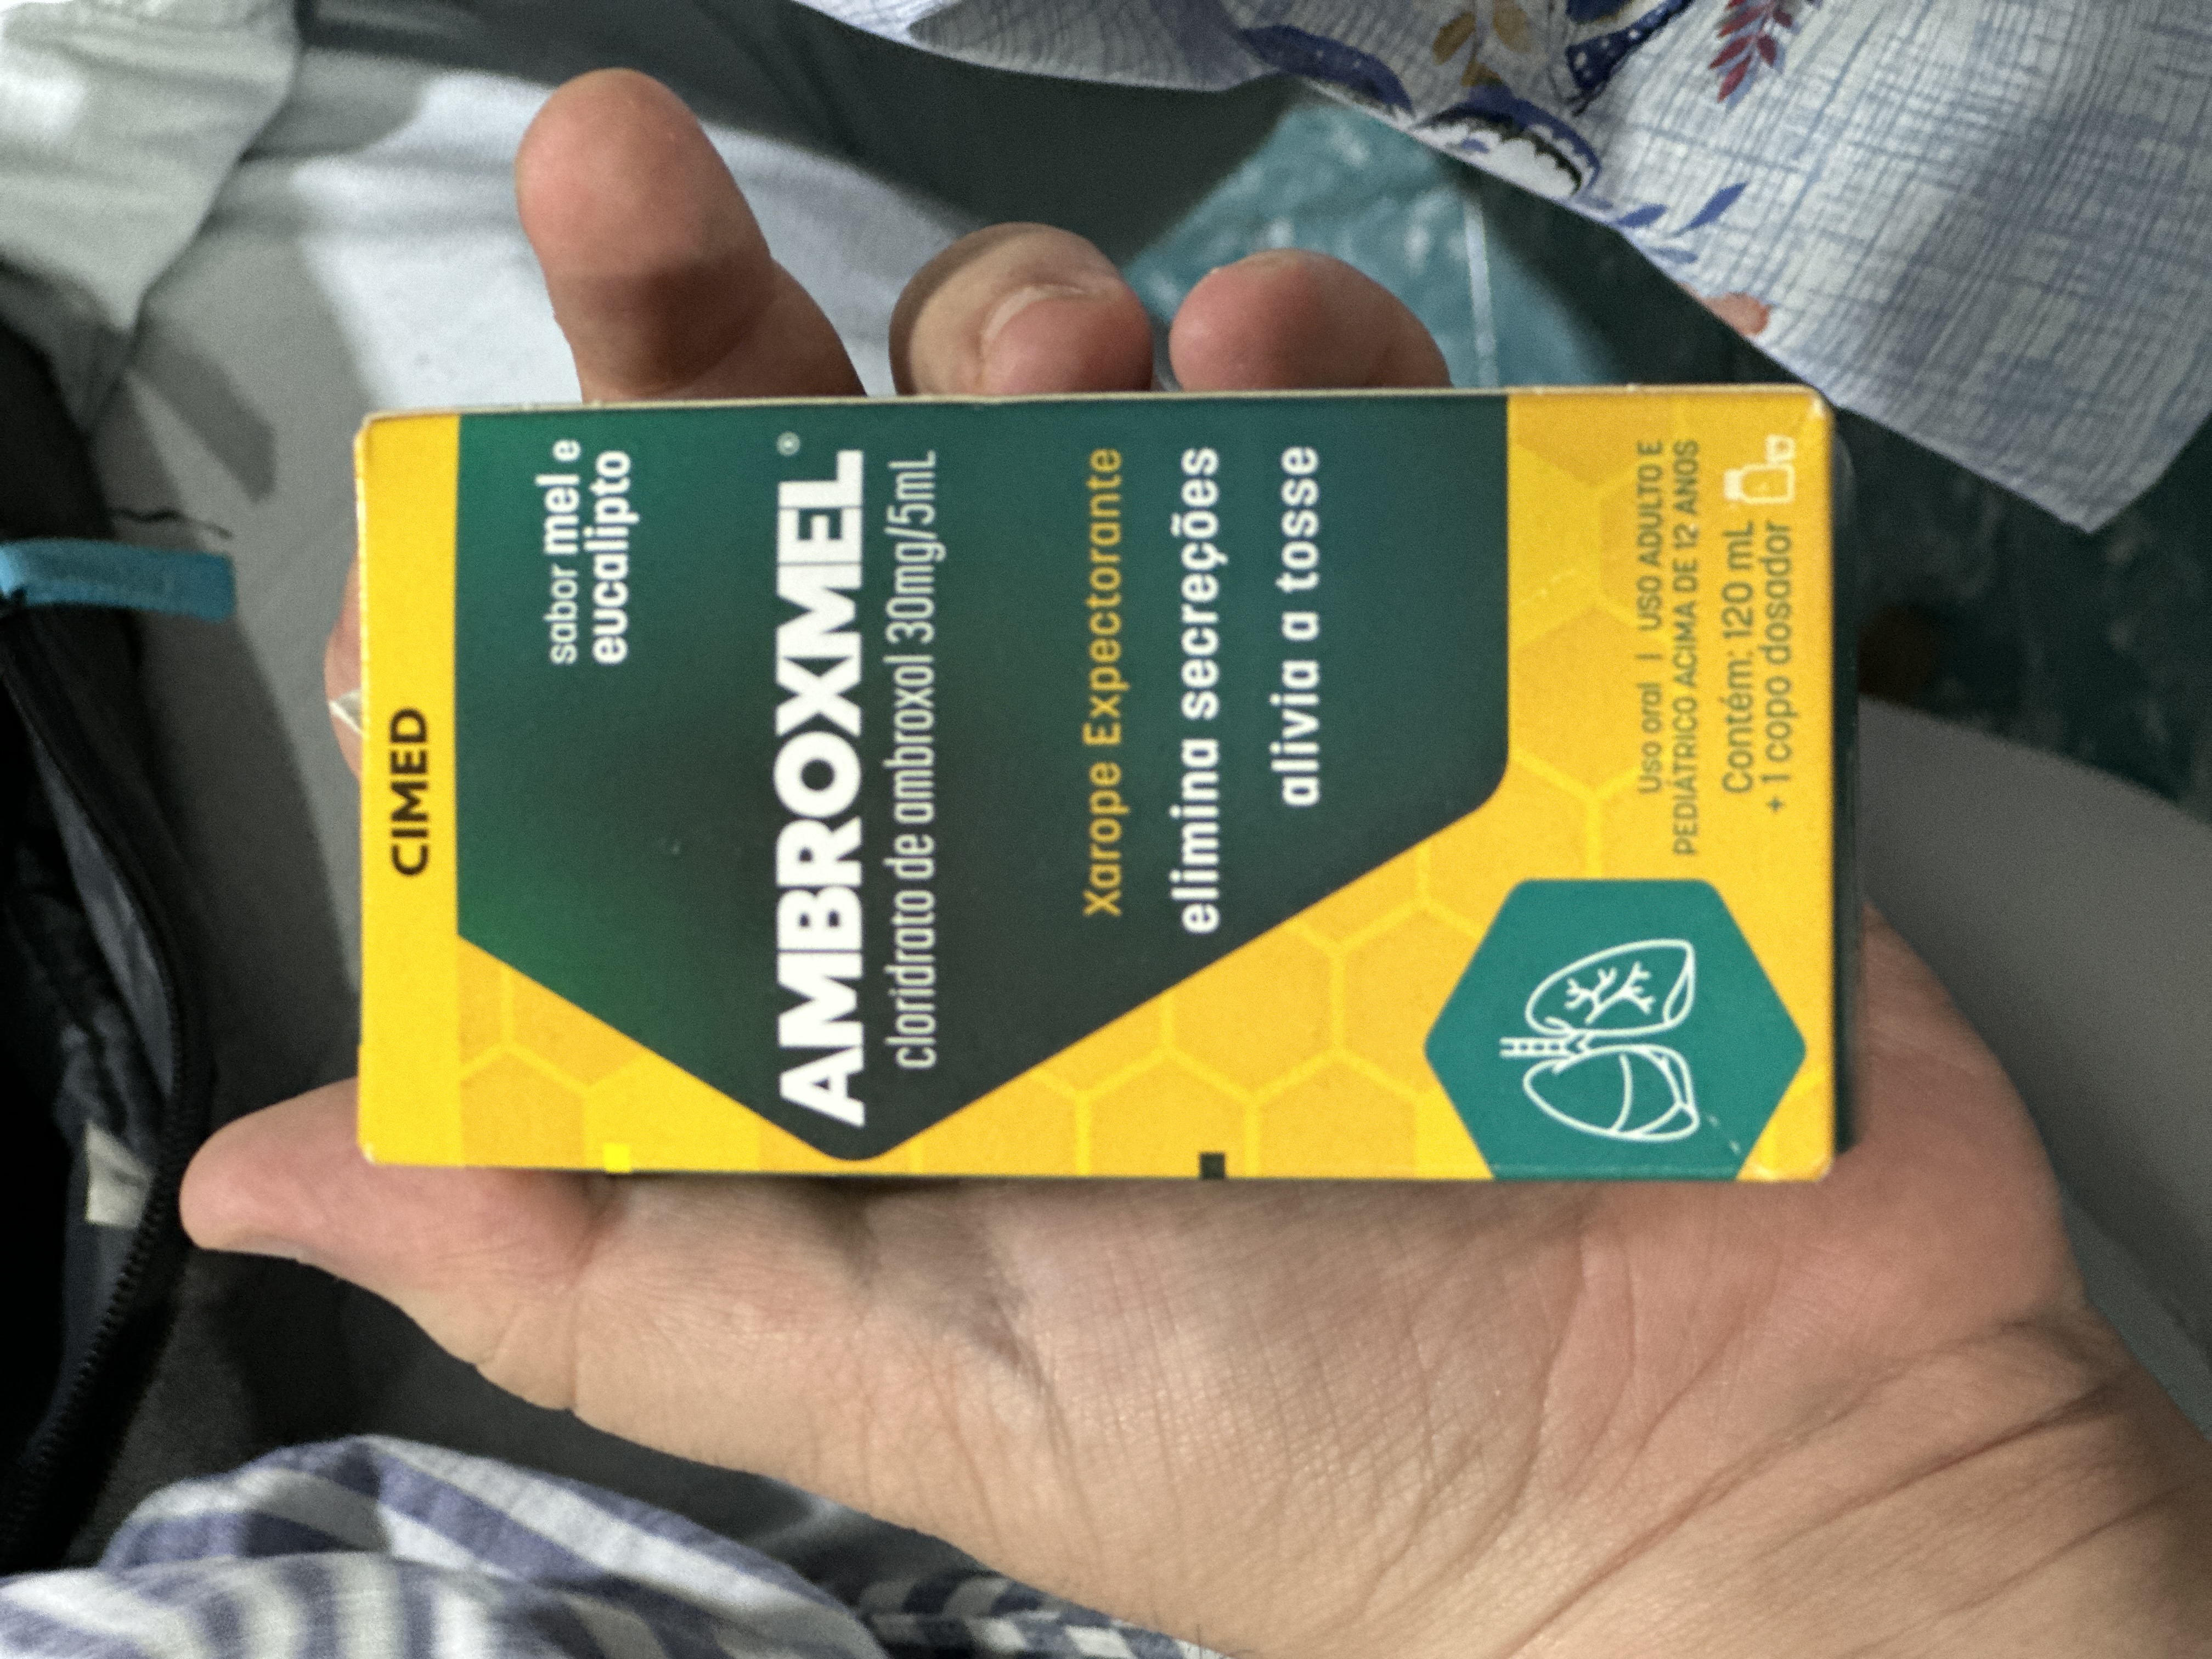 CIMED
sabor mel e
eucalipto
AMBROXMEL®
cloridrato de ambroxol 30mg/5mL
Xarope Expectorante
elimina secreções
alivia a tosse
Uso oral | USO ADULTO E
PEDIÁTRICO ACIMA DE 12 ANOS
Contém: 120 mL
+ 1 copo dosador